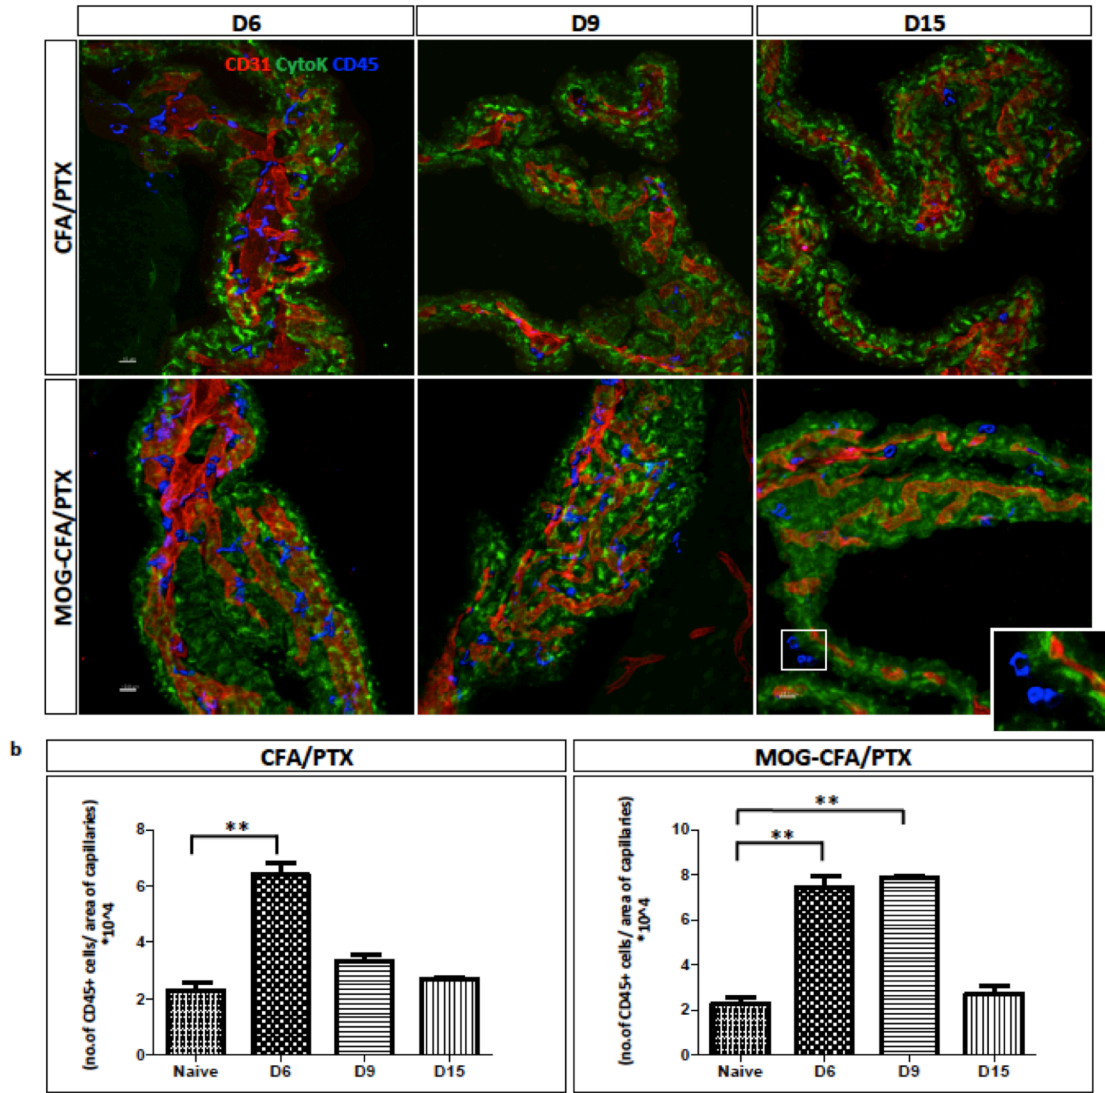 D6 D9 D15
CFA/PTX
CD31 CytoK CD45
MOG-CFA/PTX
b
CFA/PTX
MOG-CFA/PTX
(no.of CD45+ cells/ area of capillaries)
*10^4
8
6
4
2
0
**
Naive D6 D9 D15
(no.of CD45+ cells/ area of capillaries)
*10^4
10
8
6
4
2
0
**
**
Naive D6 D9 D15